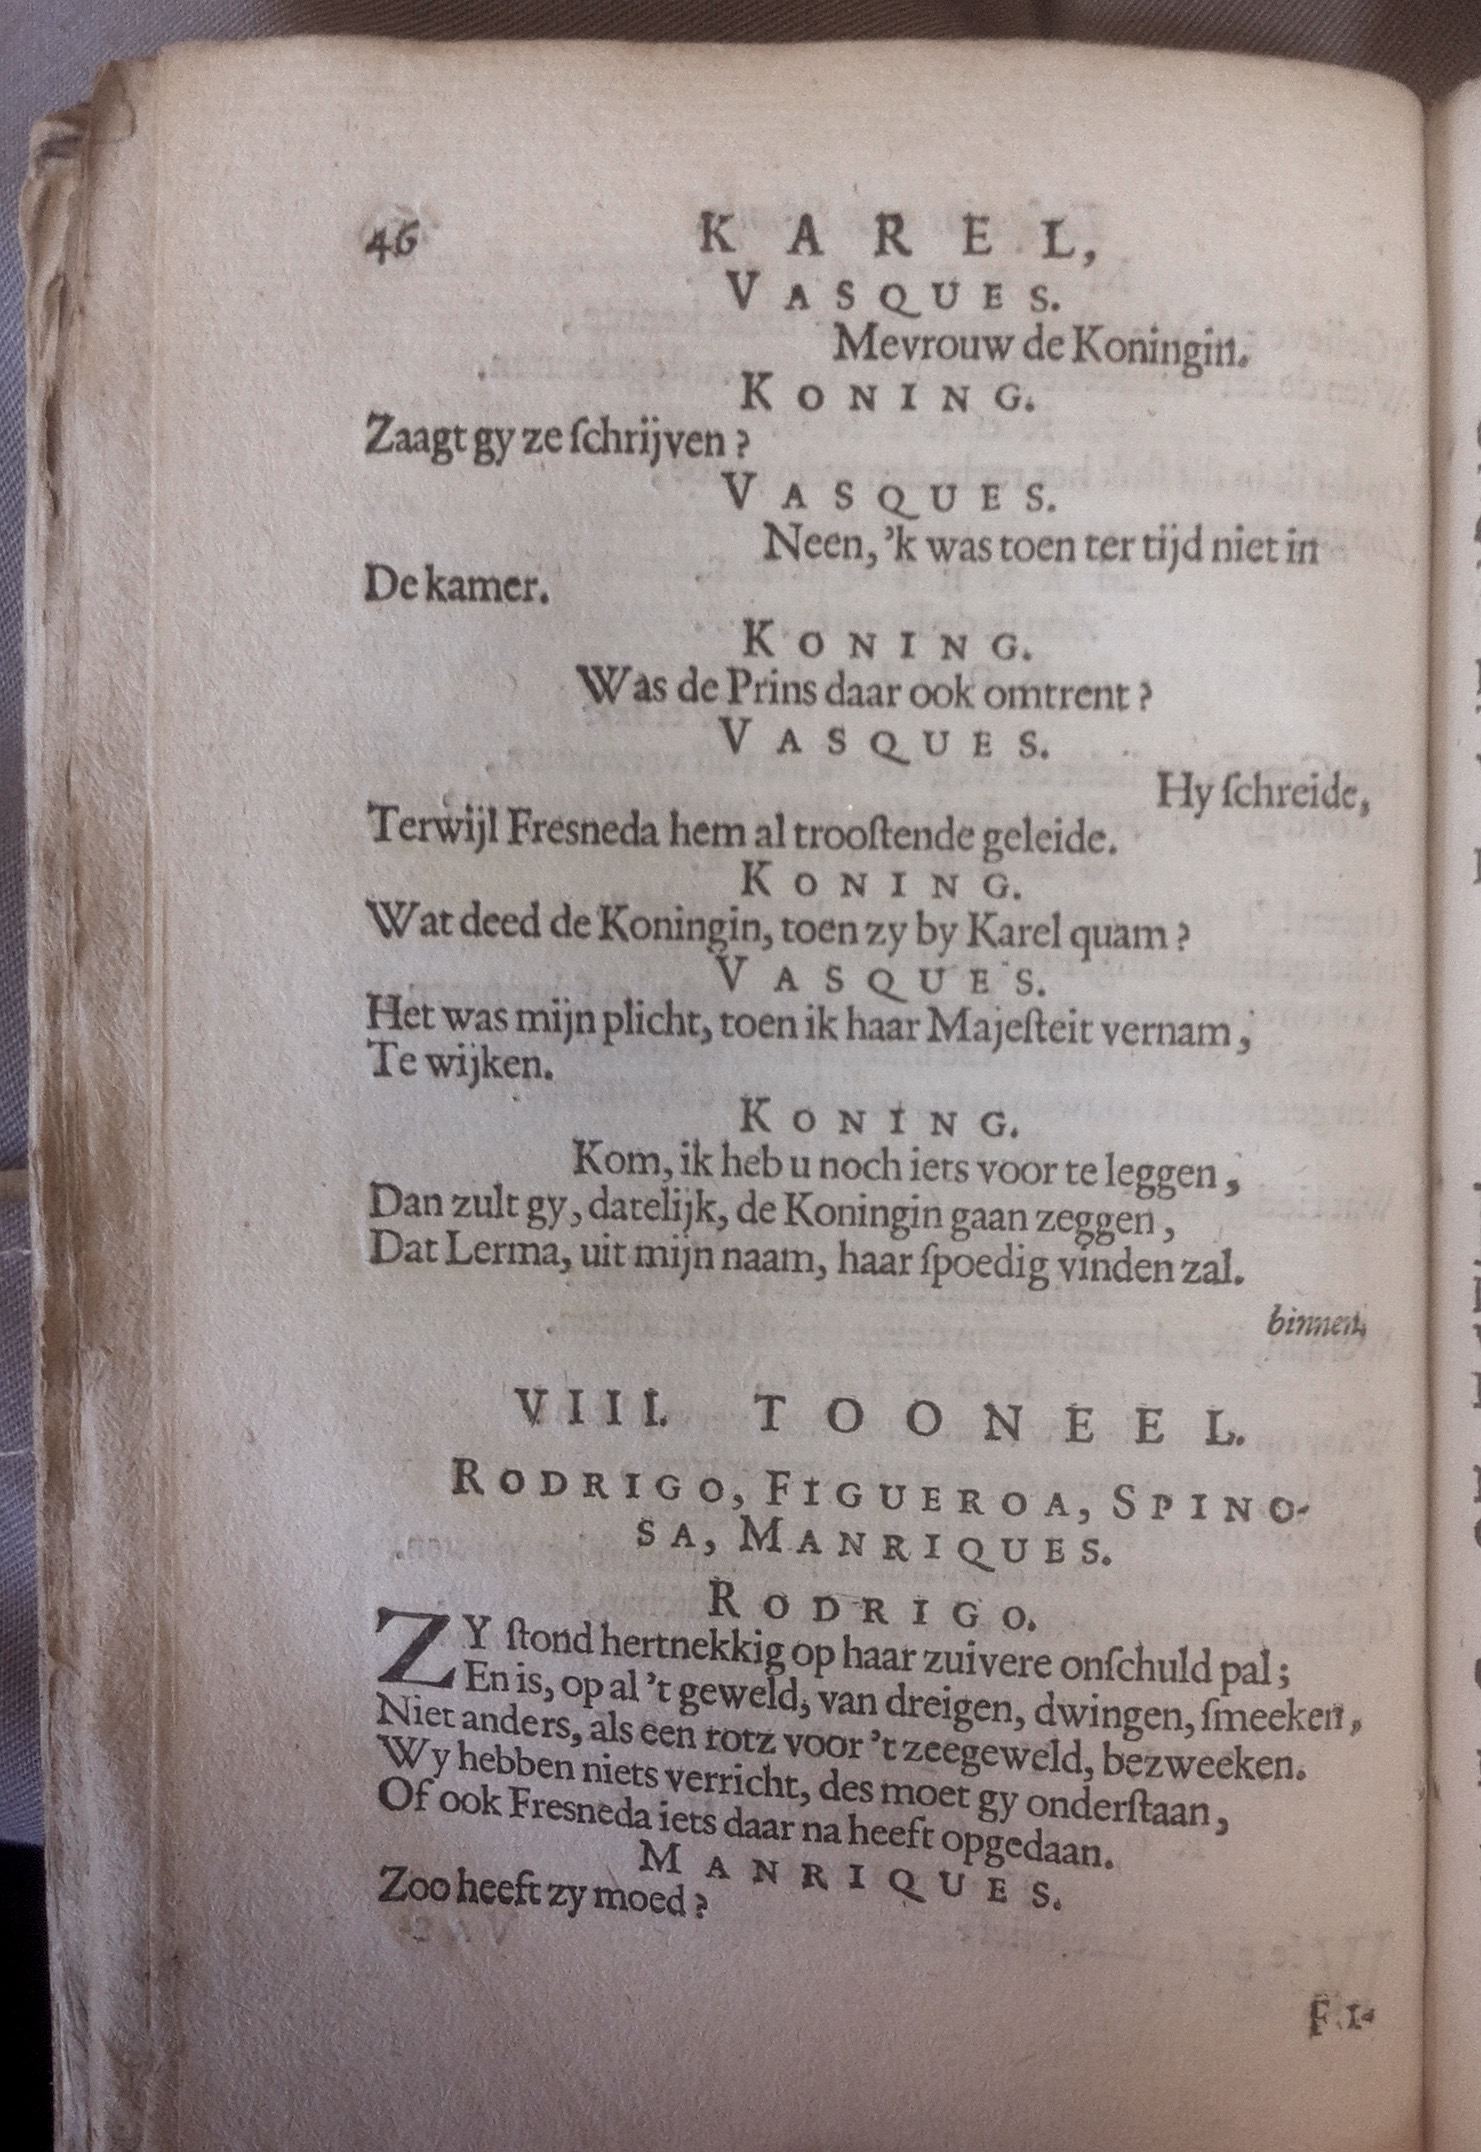 46 KAREL,
VASQUES.
Mevrouw de Koningin.
KONING.
Zaagt gy ze ſchrijven?
VASQUES.
Neen, 'k was toen ter tijd niet in
De kamer.
KONING.
Was de Prins daar ook omtrent?
VASQUES.
Hy ſchreide,
Terwijl Fresneda hem al trooſtende geleide.
KONING.
Wat deed de Koningin, toen zy by Karel quam?
VASQUES.
Het was mijn plicht, toen ik haar Majeſteit vernam,
Te wijken.
KONING.
Kom, ik heb u noch iets voor te leggen,
Dan zult gy, datelijk, de Koningin gaan zeggen,
Dat Lerma, uit mijn naam, haar ſpoedig vinden zal.
binnen.
VIII. TOONEEL.
RODRIGO, FIGUEROA, SPINO-
SA, MANRIQUES.
RODRIGO.
ZY ſtond hertnekkig op haar zuivere onſchuld pal;
En is, op al 't geweld, van dreigen, dwingen, ſmeeken,
Niet anders, als een rotz voor 't zeegeweld, bezweeken.
Wy hebben niets verricht, des moet gy onderſtaan,
Of ook Fresneda iets daar na heeft opgedaan.
MANRIQUES.
Zoo heeft zy moed?
FI-